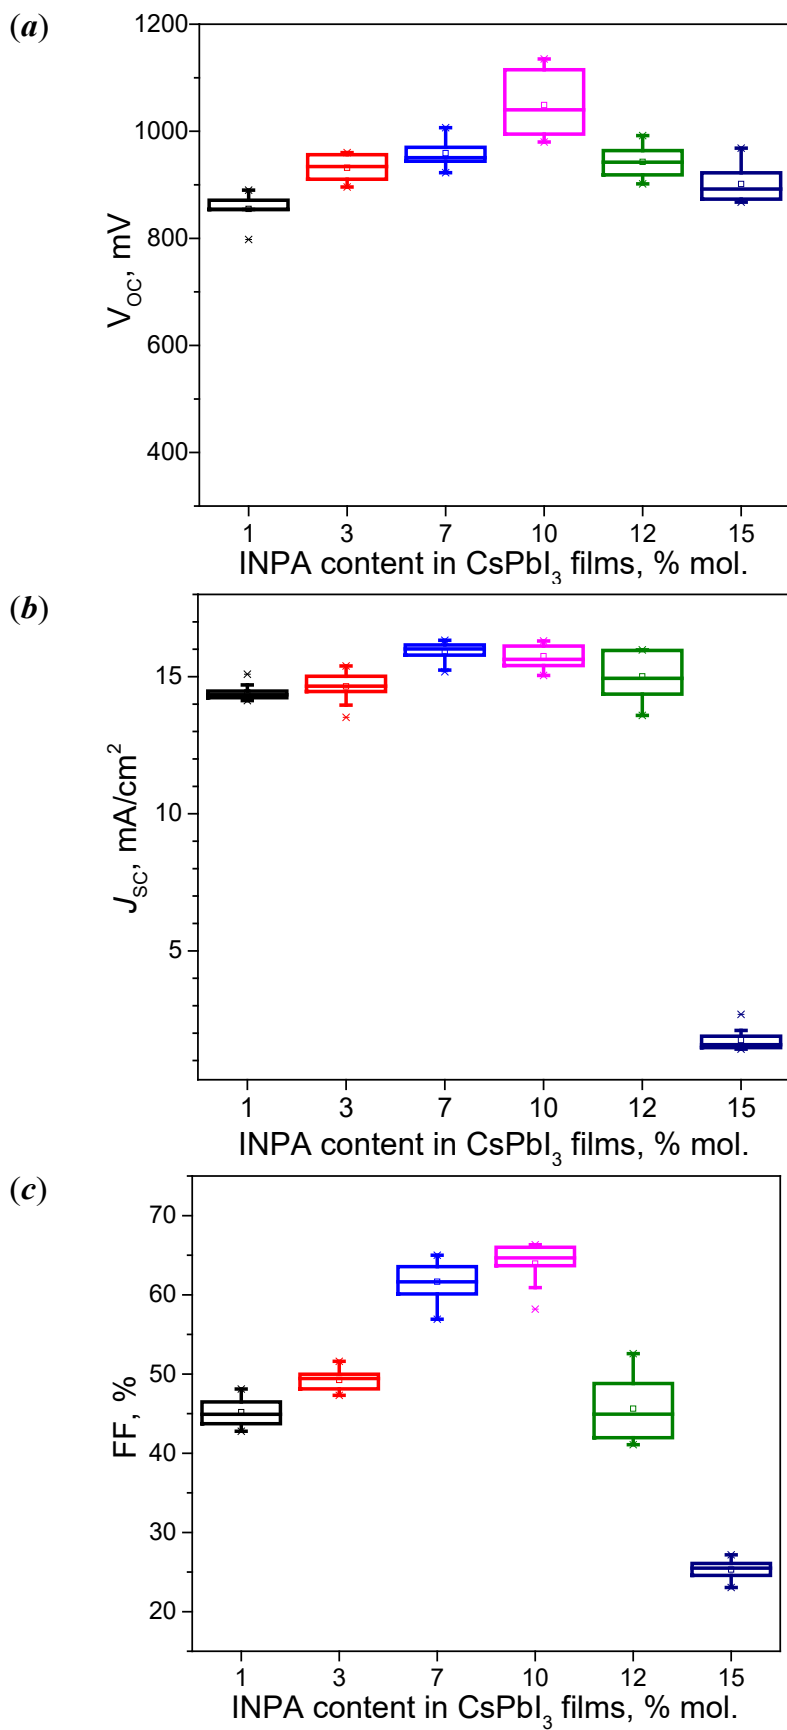 (a)
1200
1000
800
600
400
V_OC, mV
1 3 7 10 12 15
INPA content in CsPbI₃ films, % mol.
(b)
15
10
5
J_SC, mA/cm²
1 3 7 10 12 15
INPA content in CsPbI₃ films, % mol.
(c)
70
60
50
40
30
20
FF, %
1 3 7 10 12 15
INPA content in CsPbI₃ films, % mol.